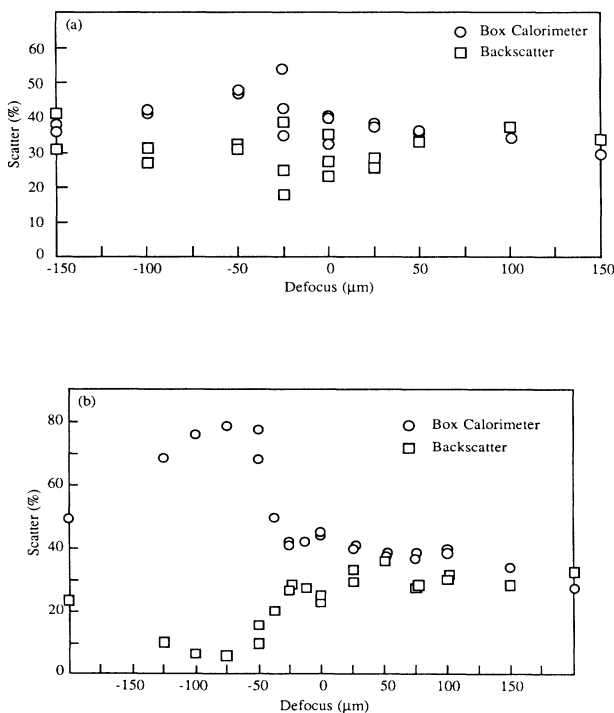 (a)
Box Calorimeter
Backscatter
60
50
40
30
20
10
0
Scatter (%)
-150 -100 -50 0 50 100 150
Defocus (μm)
(b)
Box Calorimeter
Backscatter
80
60
40
20
0
Scatter (%)
-150 -100 -50 0 50 100 150
Defocus (μm)